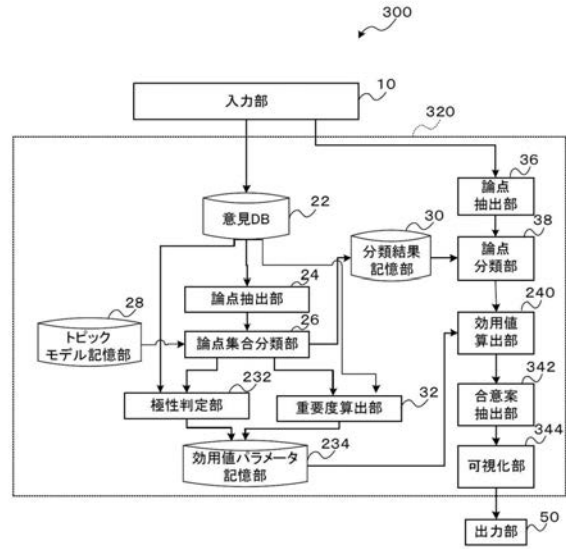 300
10
入力部
320
36
論点
抽出部
22
意見DB
30
分類結果
記憶部
38
論点
分類部
24
論点抽出部
28
トピック
モデル記憶部
26
論点集合分類部
240
効用値
算出部
232
極性判定部
32
重要度算出部
342
合意案
抽出部
234
効用値パラメータ
記憶部
344
可視化部
50
出力部